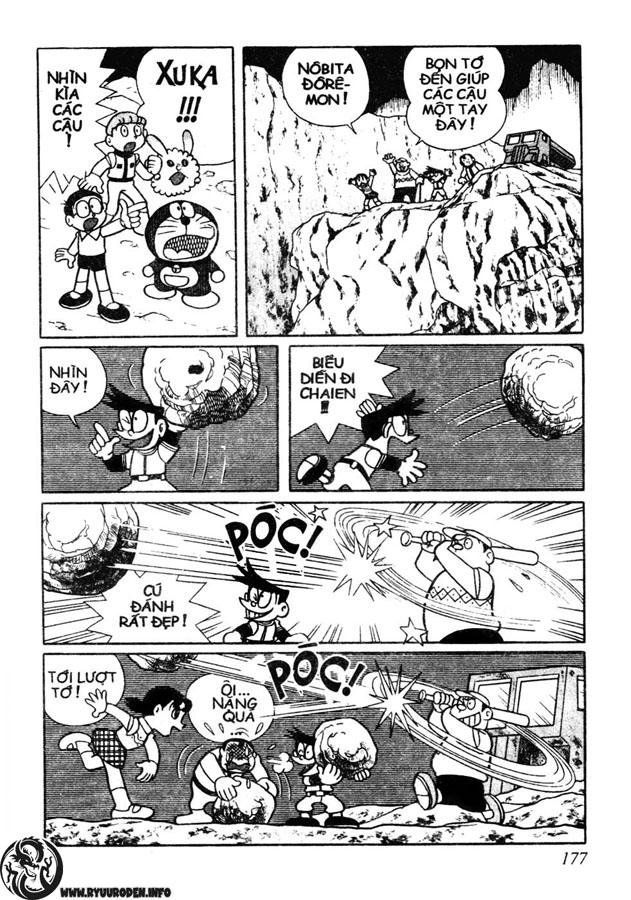 NHÌN
KÌA
CÁC
CẬU
!
XUKA
!!!
NÔBITA
ĐÔRÊ-
MON!
BỌN TỚ
ĐẾN GIÚP
CÁC CẬU
MỘT TAY
ĐÂY!
NHÌN
ĐÂY!
BIỂU
DIỄN ĐI
CHAIEN
!!!
PỐC!
CÚ
ĐÁNH
RẤT ĐẸP!
TỚI LƯỢT
TỚ!
ÔI...
NẶNG
QUÁ
PỐC!
177
WWW.RYUURODEN.INFO